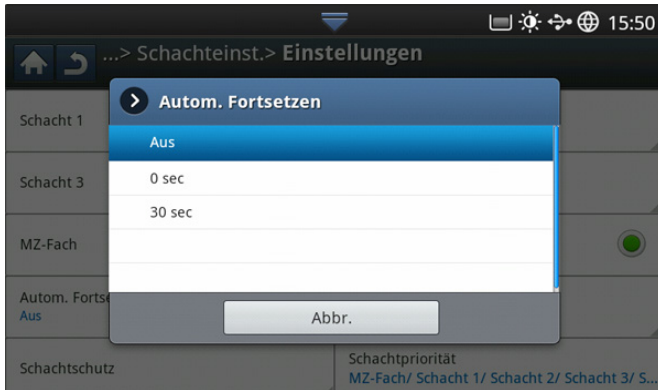 15:50
...> Schachteinst.> Einstellungen
Autom. Fortsetzen
Schacht 1
Aus
Schacht 3
0 sec
30 sec
MZ-Fach
Autom. Fortse
Aus
Abbr.
Schachtschutz
Schachtpriorität
MZ-Fach/ Schacht 1/ Schacht 2/ Schacht 3/ S...